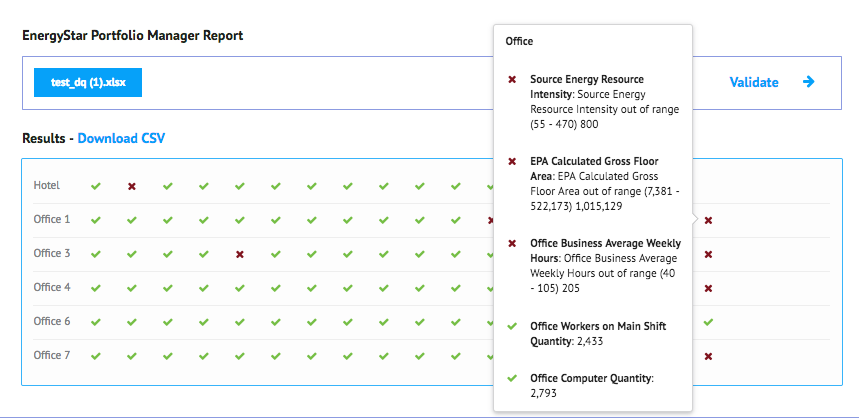 EnergyStar Portfolio Manager Report
test_dq (1).xlsx
Validate
Results - Download CSV
Hotel
Office 1
Office 3
Office 4
Office 6
Office 7
Office
Source Energy Resource
Intensity: Source Energy
Resource Intensity out of range
(55 - 470) 800
EPA Calculated Gross Floor
Area: EPA Calculated Gross
Floor Area out of range (7,381 -
522,173) 1,015,129
Office Business Average Weekly
Hours: Office Business Average
Weekly Hours out of range (40
- 105) 205
Office Workers on Main Shift
Quantity: 2,433
Office Computer Quantity:
2,793